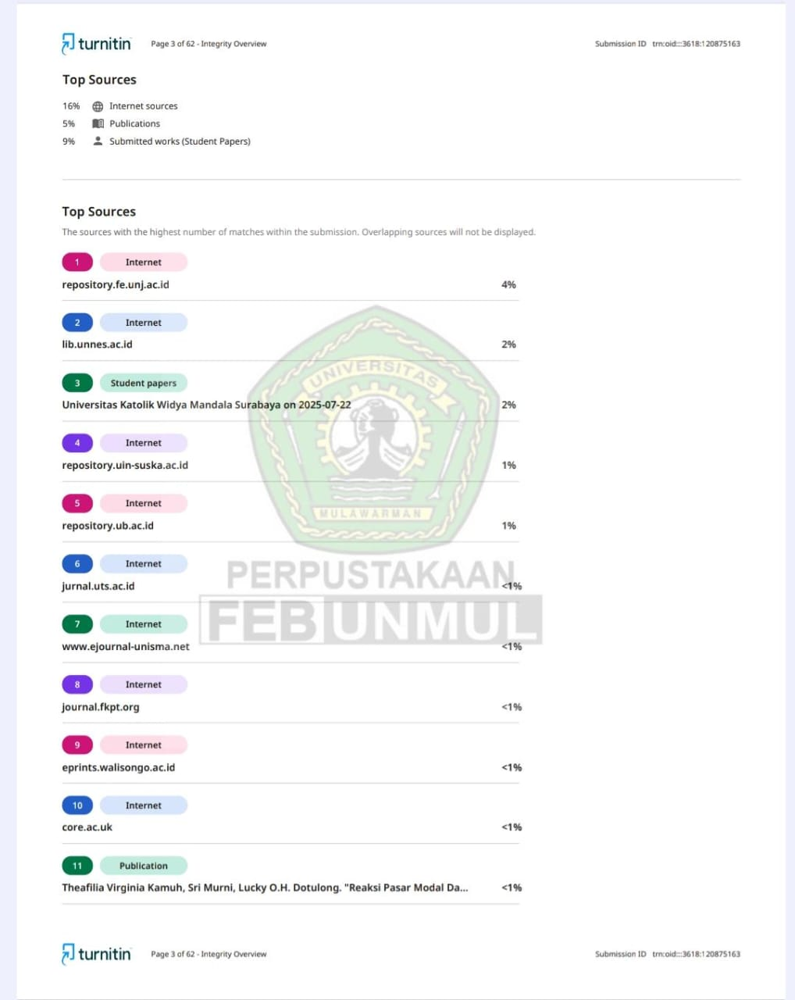 turnitin Page 3 of 62 - Integrity Overview Submission ID trn:oid:::3618:120875163
Top Sources
16% Internet sources
5% Publications
9% Submitted works (Student Papers)
Top Sources
The sources with the highest number of matches within the submission. Overlapping sources will not be displayed.
1 Internet
repository.fe.unj.ac.id 4%
2 Internet
lib.unnes.ac.id 2%
3 Student papers
Universitas Katolik Widya Mandala Surabaya on 2025-07-22 2%
4 Internet
repository.uin-suska.ac.id 1%
5 Internet
repository.ub.ac.id 1%
6 Internet
jurnal.uts.ac.id <1%
7 Internet
www.ejournal-unisma.net <1%
8 Internet
journal.fkpt.org <1%
9 Internet
eprints.walisongo.ac.id <1%
10 Internet
core.ac.uk <1%
11 Publication
Theafilia Virginia Kamuh, Sri Murni, Lucky O.H. Dotulong. "Reaksi Pasar Modal Da... <1%
UNIVERSITAS
MULAWARMAN
PERPUSTAKAAN
FEB UNMUL
turnitin Page 3 of 62 - Integrity Overview Submission ID trn:oid:::3618:120875163